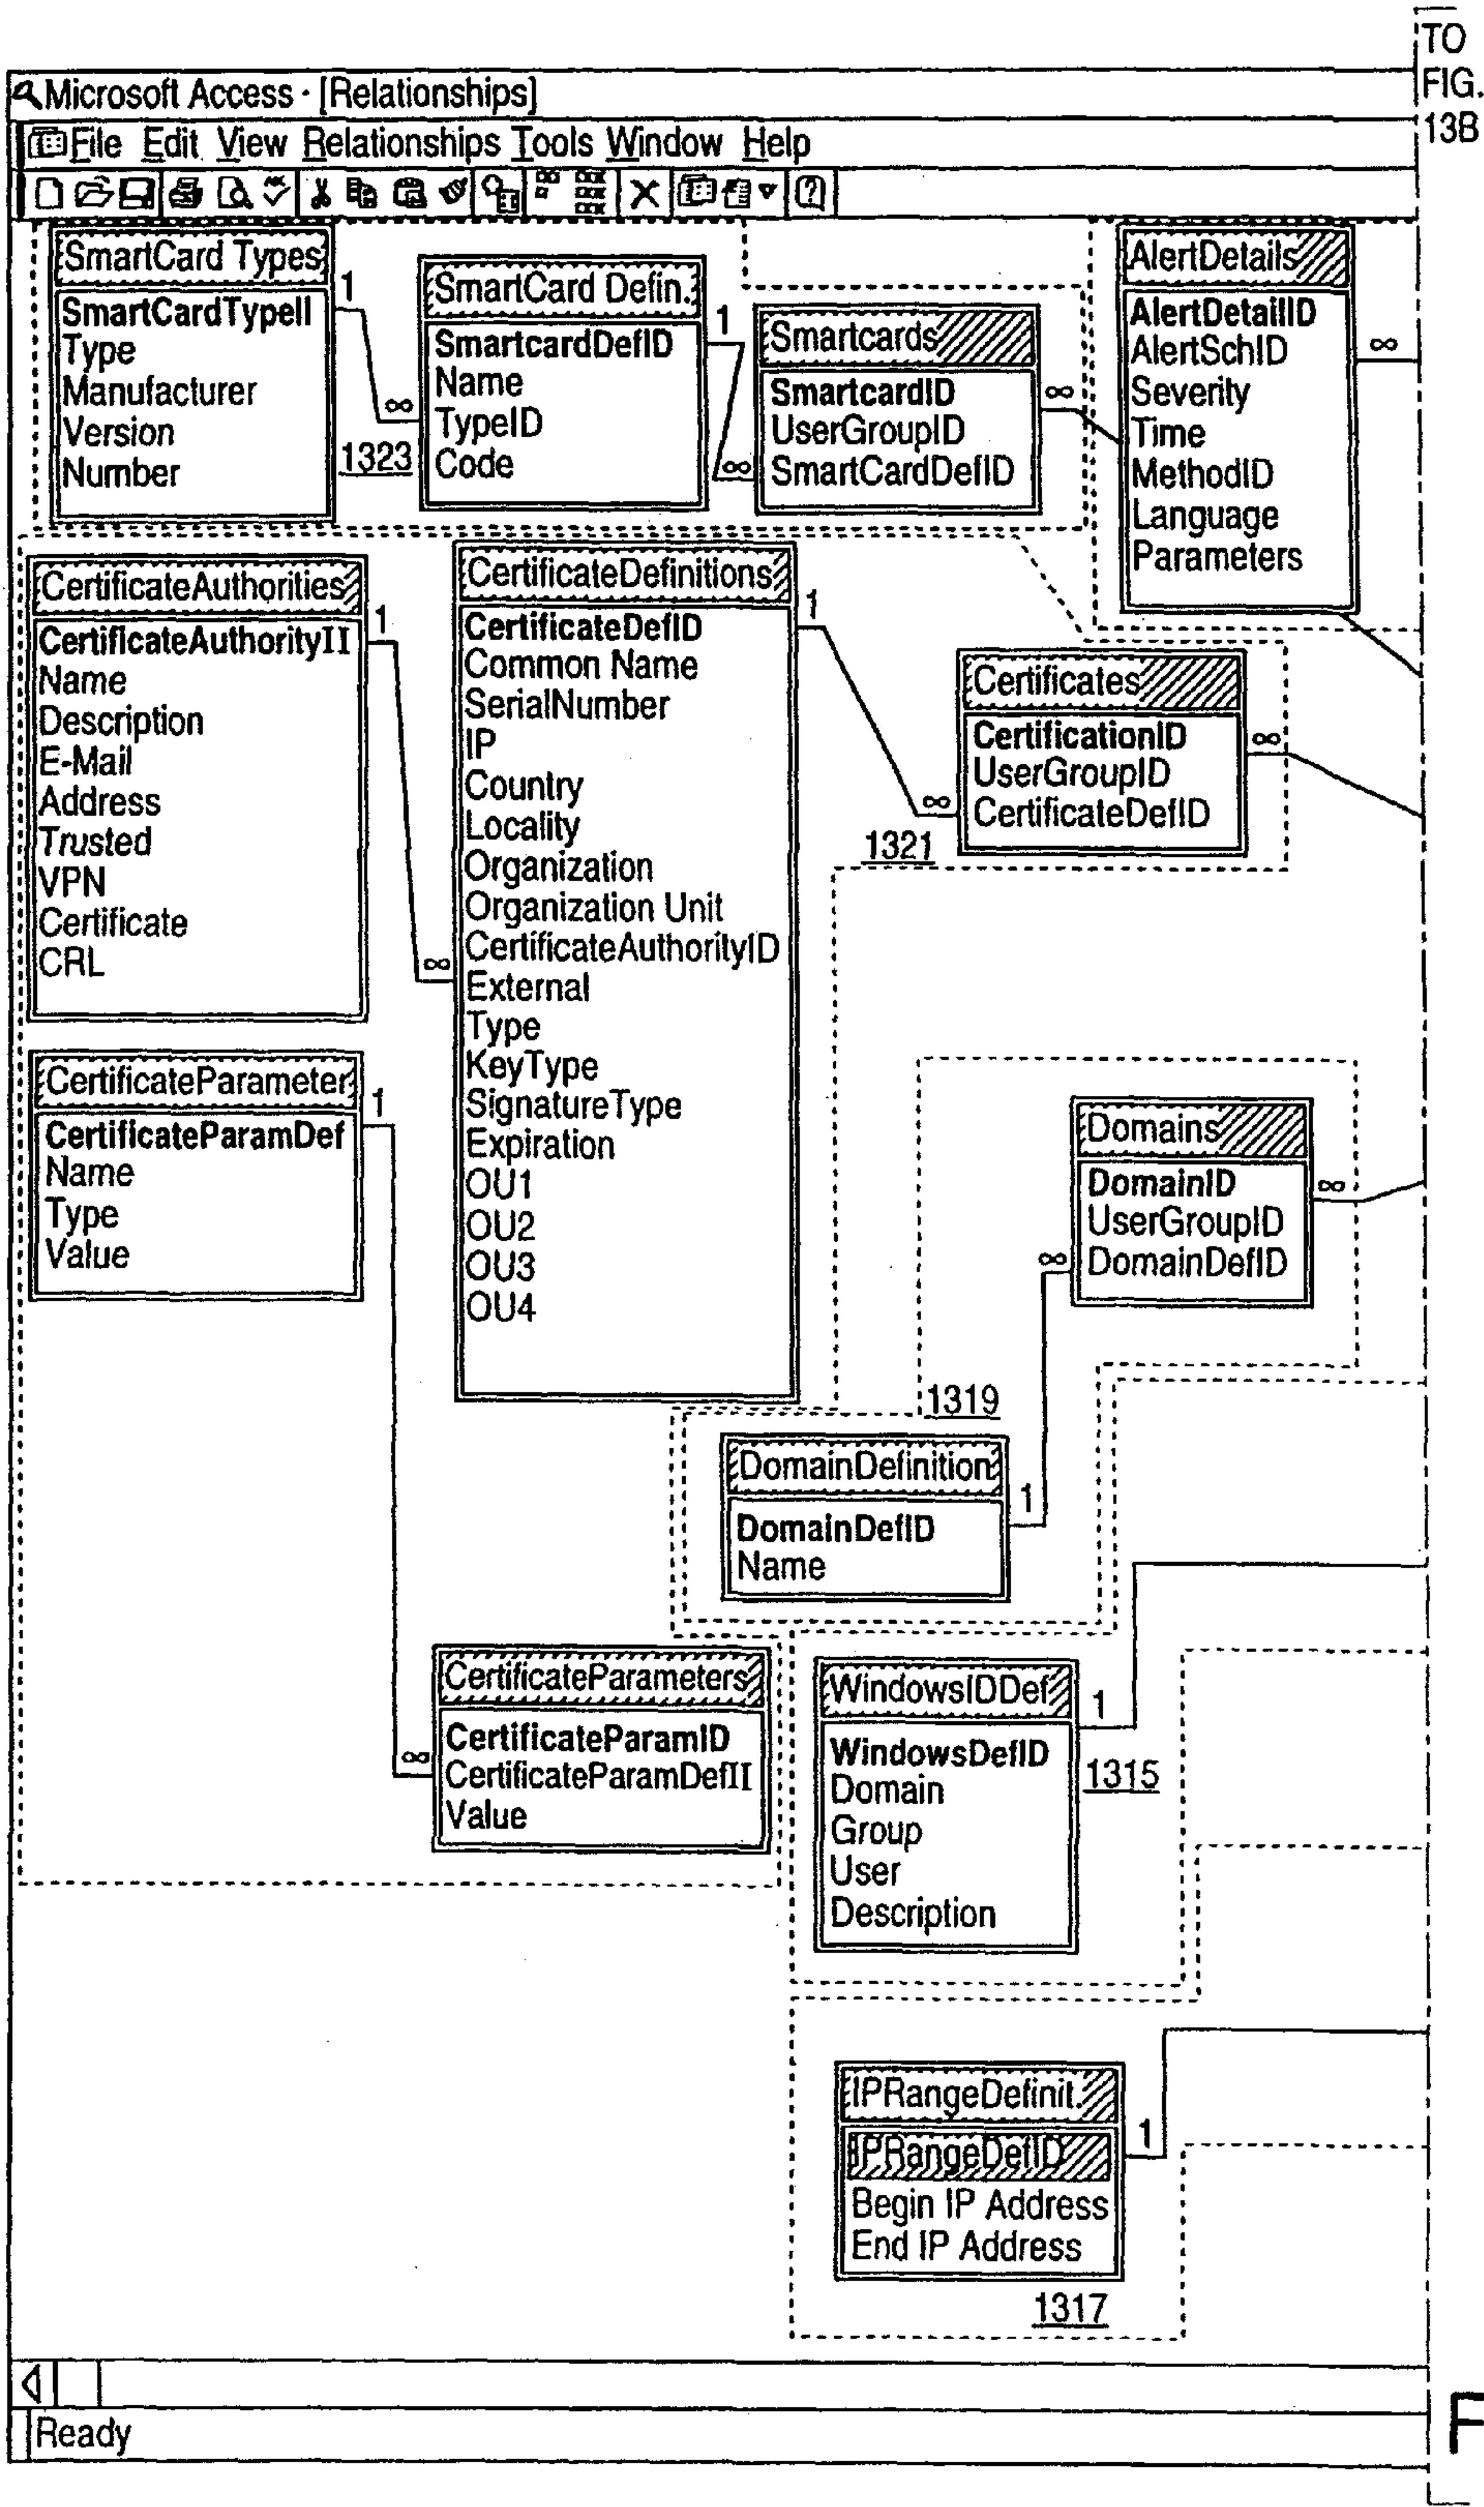 TO
FIG.
13B
Microsoft Access · [Relationships]
File Edit View Relationships Tools Window Help
SmartCard Types
SmartCardTypeII
Type
Manufacturer
Version
Number
1
∞
1323
SmartCard Defin.
SmartcardDefID
Name
TypeID
Code
1
∞
Smartcards
SmartcardID
UserGroupID
SmartCardDefID
∞
AlertDetails
AlertDetailID
AlertSchID
Severity
Time
MethodID
Language
Parameters
∞
CertificateAuthorities
CertificateAuthorityII
Name
Description
E-Mail
Address
Trusted
VPN
Certificate
CRL
1
∞
CertificateDefinitions
CertificateDefID
Common Name
SerialNumber
IP
Country
Locality
Organization
Organization Unit
CertificateAuthorityID
External
Type
KeyType
SignatureType
Expiration
OU1
OU2
OU3
OU4
1
∞
1321
Certificates
CertificationID
UserGroupID
CertificateDefID
∞
CertificateParameter
CertificateParamDef
Name
Type
Value
1
∞
Domains
DomainID
UserGroupID
DomainDefID
∞
∞
1319
DomainDefinition
DomainDefID
Name
1
CertificateParameters
CertificateParamID
CertificateParamDefII
Value
WindowsIDDef
WindowsDefID
Domain
Group
User
Description
1
1315
IPRangeDefinit.
IPRangeDefID
Begin IP Address
End IP Address
1
1317
Ready
F